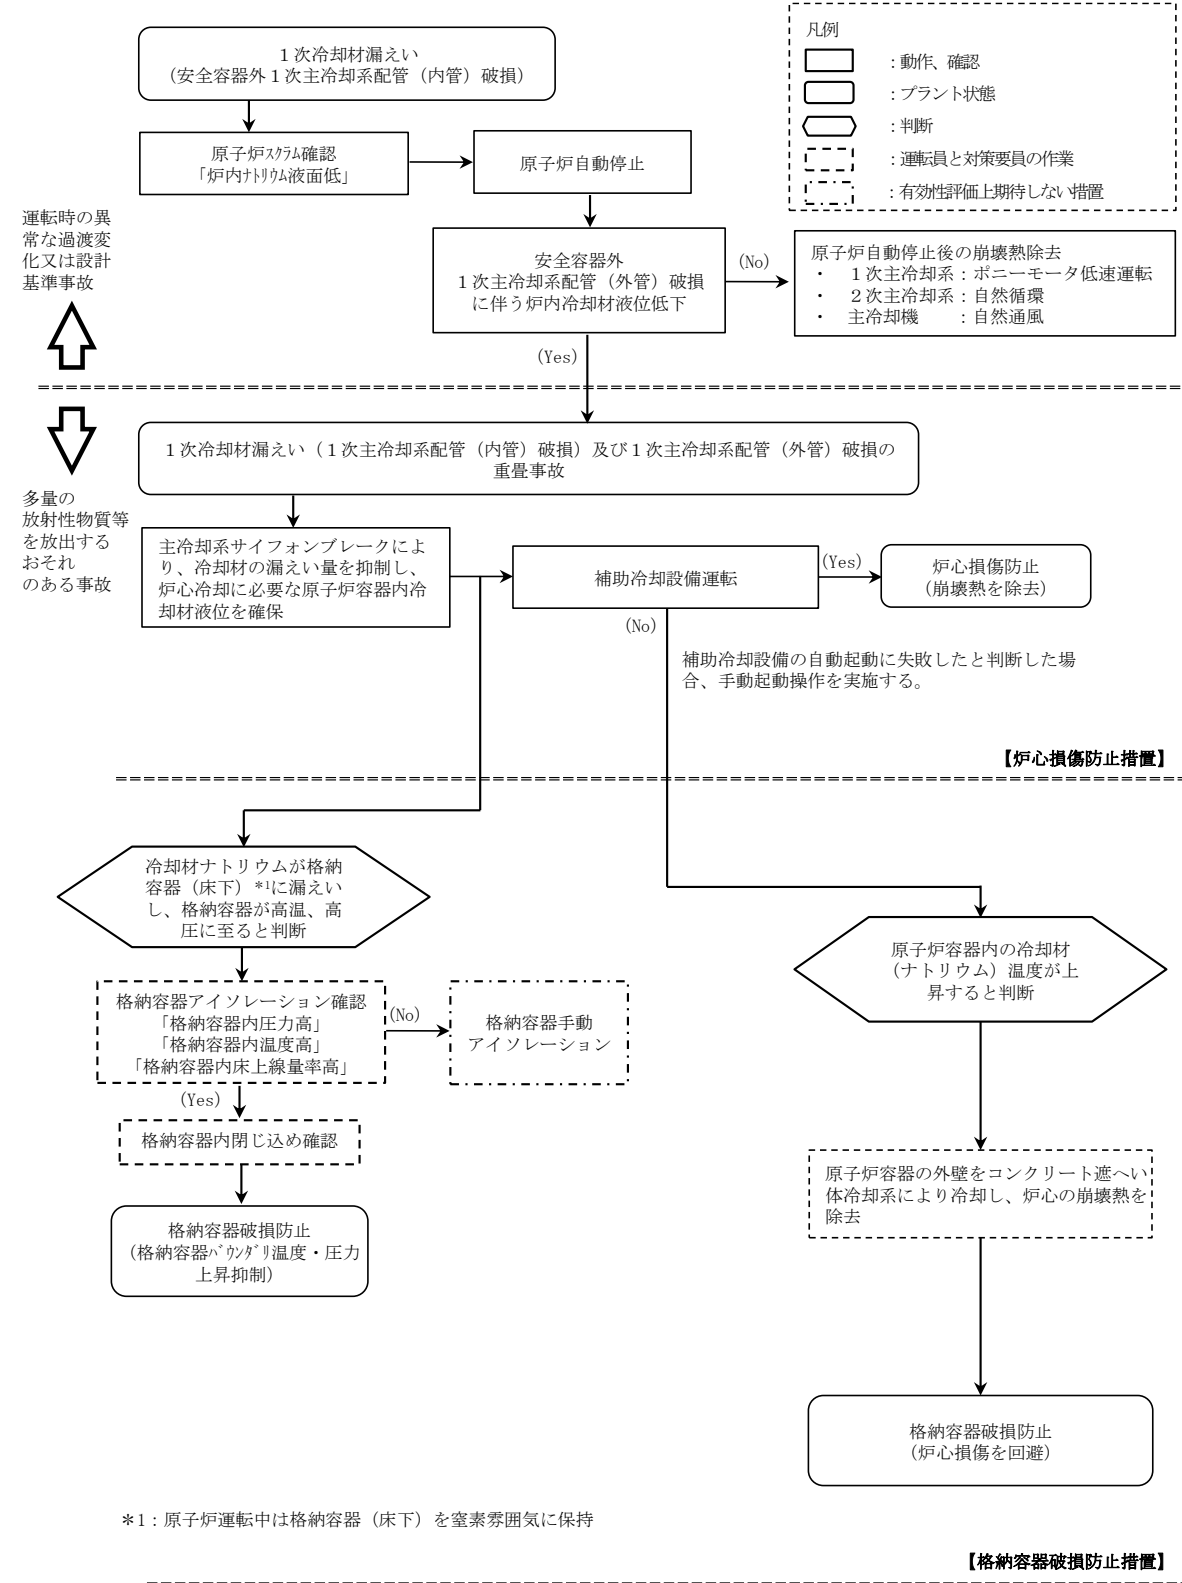 １次冷却材漏えい
（安全容器外１次主冷却系配管（内管）破損）
凡例
：動作、確認
：プラント状態
：判断
：運転員と対策要員の作業
：有効性評価上期待しない措置
原子炉ｽｸﾗﾑ確認
「炉内ﾅﾄﾘｳﾑ液面低」
原子炉自動停止
運転時の異
常な過渡変
化又は設計
基準事故
安全容器外
１次主冷却系配管（外管）破損
に伴う炉内冷却材液位低下
(No)
原子炉自動停止後の崩壊熱除去
・　１次主冷却系：ポニーモータ低速運転
・　２次主冷却系：自然循環
・　主冷却機　　：自然通風
(Yes)
１次冷却材漏えい（１次主冷却系配管（内管）破損）及び１次主冷却系配管（外管）破損の
重畳事故
多量の
放射性物質等
を放出する
おそれ
のある事故
主冷却系サイフォンブレークによ
り、冷却材の漏えい量を抑制し、
炉心冷却に必要な原子炉容器内冷
却材液位を確保
補助冷却設備運転
(Yes)
炉心損傷防止
（崩壊熱を除去）
(No)
補助冷却設備の自動起動に失敗したと判断した場
合、手動起動操作を実施する。
【炉心損傷防止措置】
冷却材ナトリウムが格納
容器（床下）*1に漏えい
し、格納容器が高温、高
圧に至ると判断
原子炉容器内の冷却材
（ナトリウム）温度が上
昇すると判断
格納容器アイソレーション確認
「格納容器内圧力高」
「格納容器内温度高」
「格納容器内床上線量率高」
(No)
格納容器手動
アイソレーション
(Yes)
格納容器内閉じ込め確認
原子炉容器の外壁をコンクリート遮へい
体冷却系により冷却し、炉心の崩壊熱を
除去
格納容器破損防止
（格納容器ﾊﾞｳﾝﾀﾞﾘ温度・圧力
上昇抑制）
格納容器破損防止
（炉心損傷を回避）
＊1：原子炉運転中は格納容器（床下）を窒素雰囲気に保持
【格納容器破損防止措置】